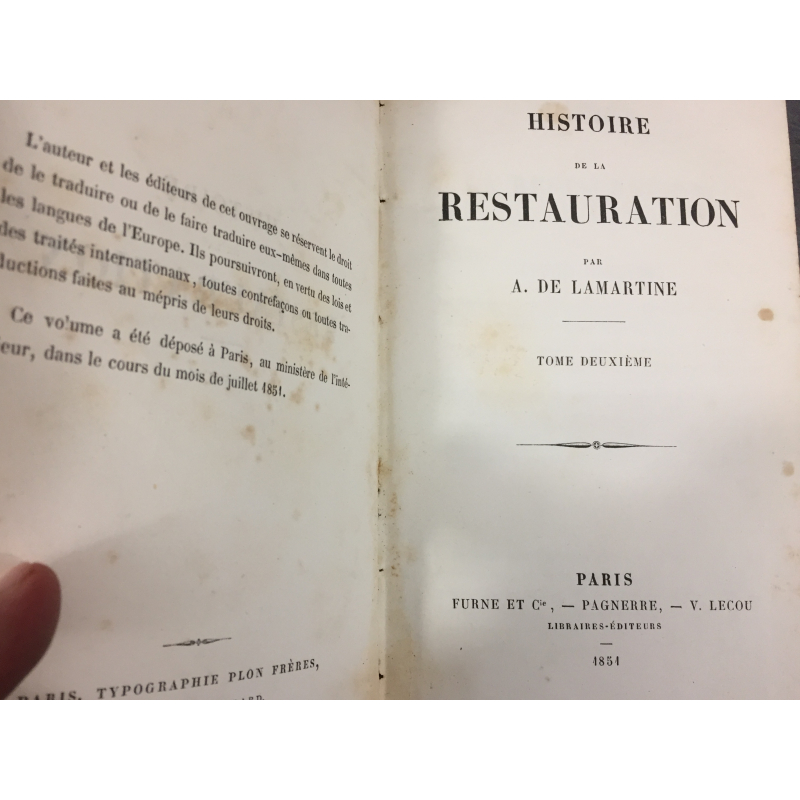 L'auteur et les éditeurs de cet ouvrage se réservent le droit
de le traduire ou de le faire traduire eux-mêmes dans toutes
les langues de l'Europe. Ils poursuivront, en vertu des lois et
des traités internationaux, toutes contrefaçons ou toutes tra-
ductions faites au mépris de leurs droits.
Ce volume a été déposé à Paris, au ministère de l'inté-
rieur, dans le cours du mois de juillet 1851.
PARIS, TYPOGRAPHIE PLON FRÈRES,
HISTOIRE
DE LA
RESTAURATION
PAR
A. DE LAMARTINE
TOME DEUXIÈME
PARIS
FURNE ET Cie, — PAGNERRE, — V. LECOU
LIBRAIRES-ÉDITEURS
1851